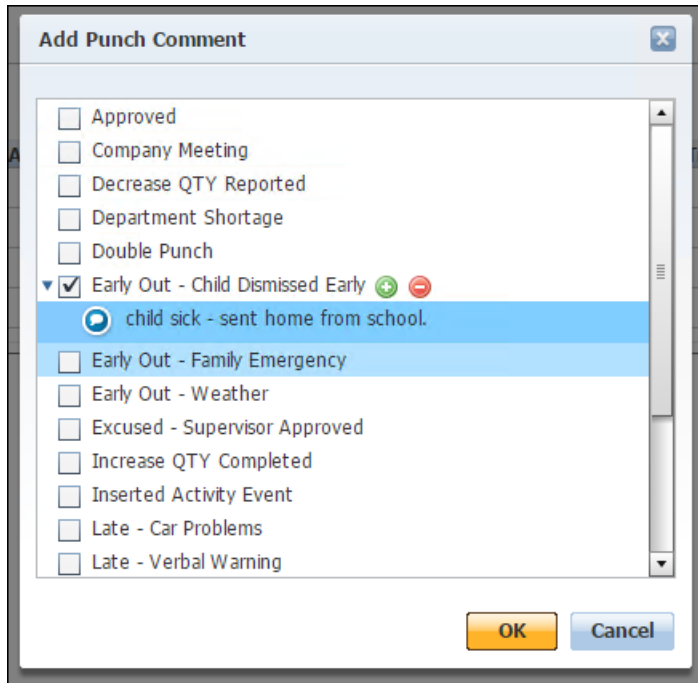 Add Punch Comment
Approved
Company Meeting
Decrease QTY Reported
Department Shortage
Double Punch
Early Out - Child Dismissed Early
child sick - sent home from school.
Early Out - Family Emergency
Early Out - Weather
Excused - Supervisor Approved
Increase QTY Completed
Inserted Activity Event
Late - Car Problems
Late - Verbal Warning
OK Cancel